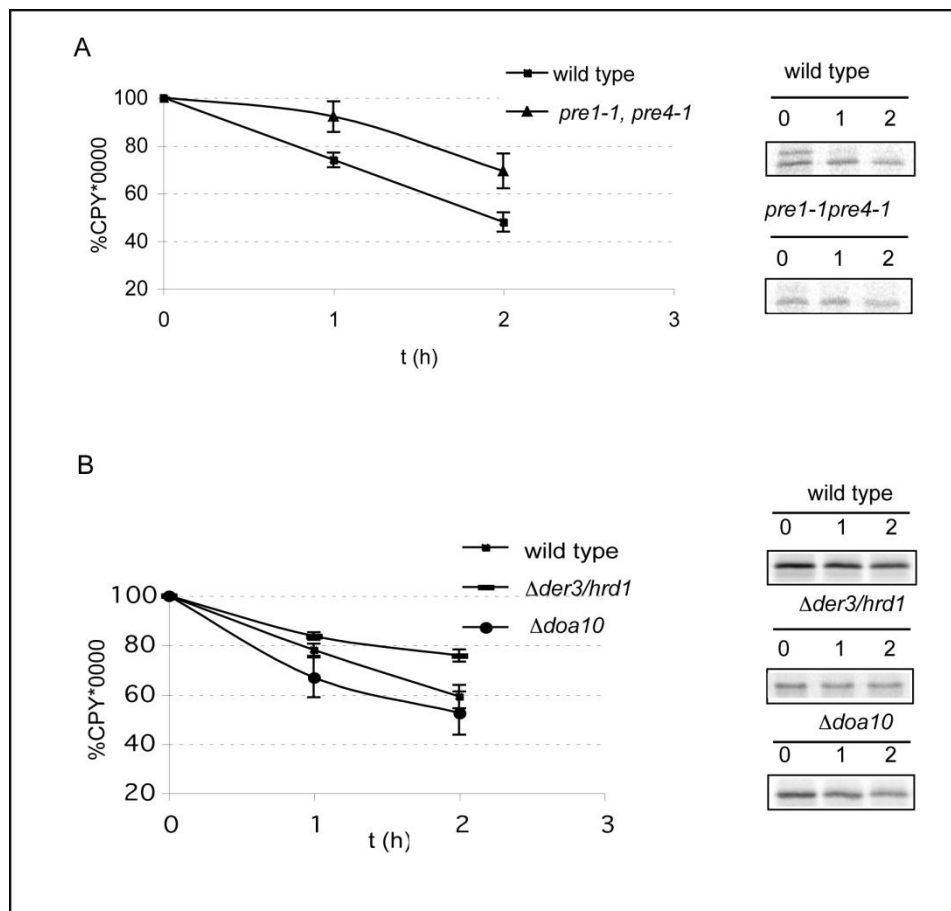 A
wild type
pre1-1, pre4-1
100
80
60
40
20
%CPY*0000
0 1 2 3
t (h)
wild type
0 1 2
pre1-1pre4-1
0 1 2
B
wild type
Δder3/hrd1
Δdoa10
100
80
60
40
20
%CPY*0000
0 1 2 3
t (h)
wild type
0 1 2
Δder3/hrd1
0 1 2
Δdoa10
0 1 2